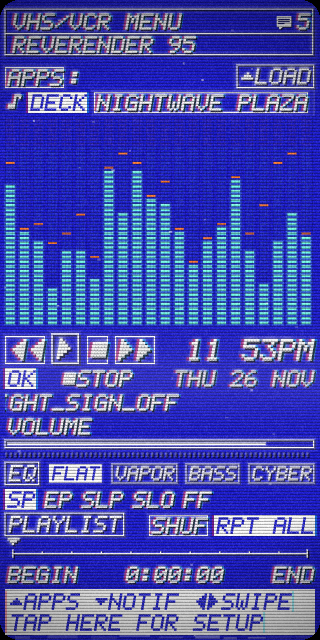 VHS/VCR MENU 5
REVERENDER 95
APPS: LOAD
DECK NIGHTWAVE PLAZA
11 53PM
OK STOP THU 26 NOV
GHT_SIGN_OFF
VOLUME
EQ FLAT VAPOR BASS CYBER
SP EP SLP SLO FF
PLAYLIST SHUF RPT ALL
BEGIN 0:00:00 END
APPS NOTIF SWIPE
TAP HERE FOR SETUP